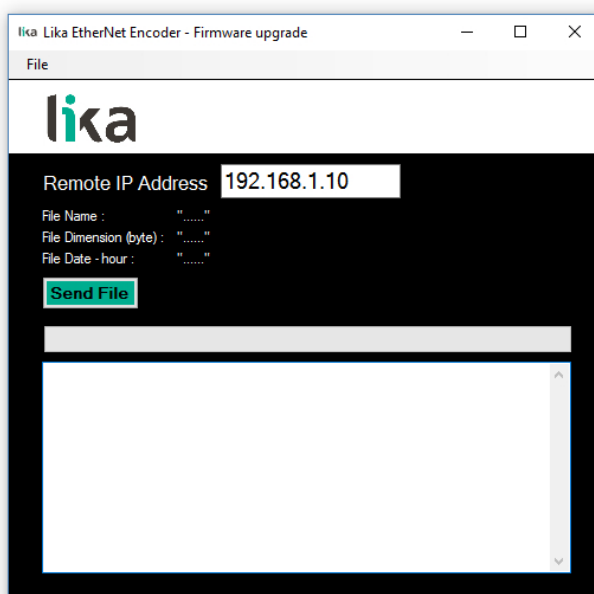 lika Lika EtherNet Encoder - Firmware upgrade
File
lika
Remote IP Address 192.168.1.10
File Name : "......"
File Dimension (byte) : "......"
File Date - hour : "......"
Send File